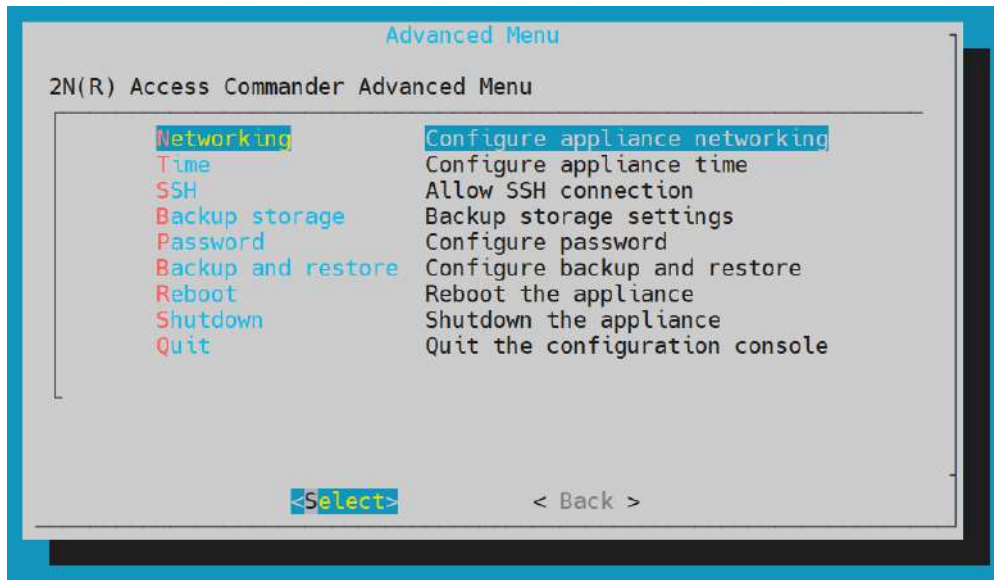 Advanced Menu
2N(R) Access Commander Advanced Menu
Networking Configure appliance networking
Time Configure appliance time
SSH Allow SSH connection
Backup storage Backup storage settings
Password Configure password
Backup and restore Configure backup and restore
Reboot Reboot the appliance
Shutdown Shutdown the appliance
Quit Quit the configuration console
<Select> < Back >